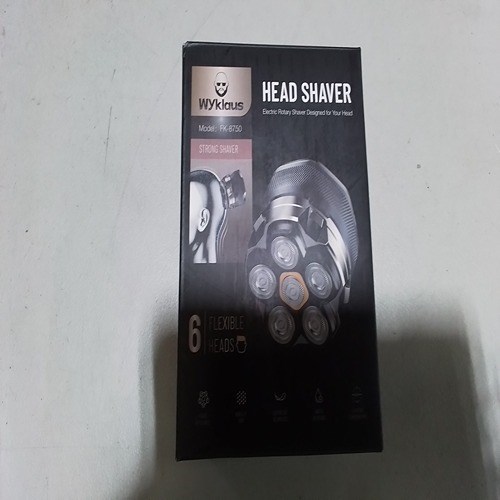 Wyklaus
Model: PK-8750
STRONG SHAVER
HEAD SHAVER
Electric Rotary Shaver Designed for Your Head
6 FLEXIBLE
HEADS